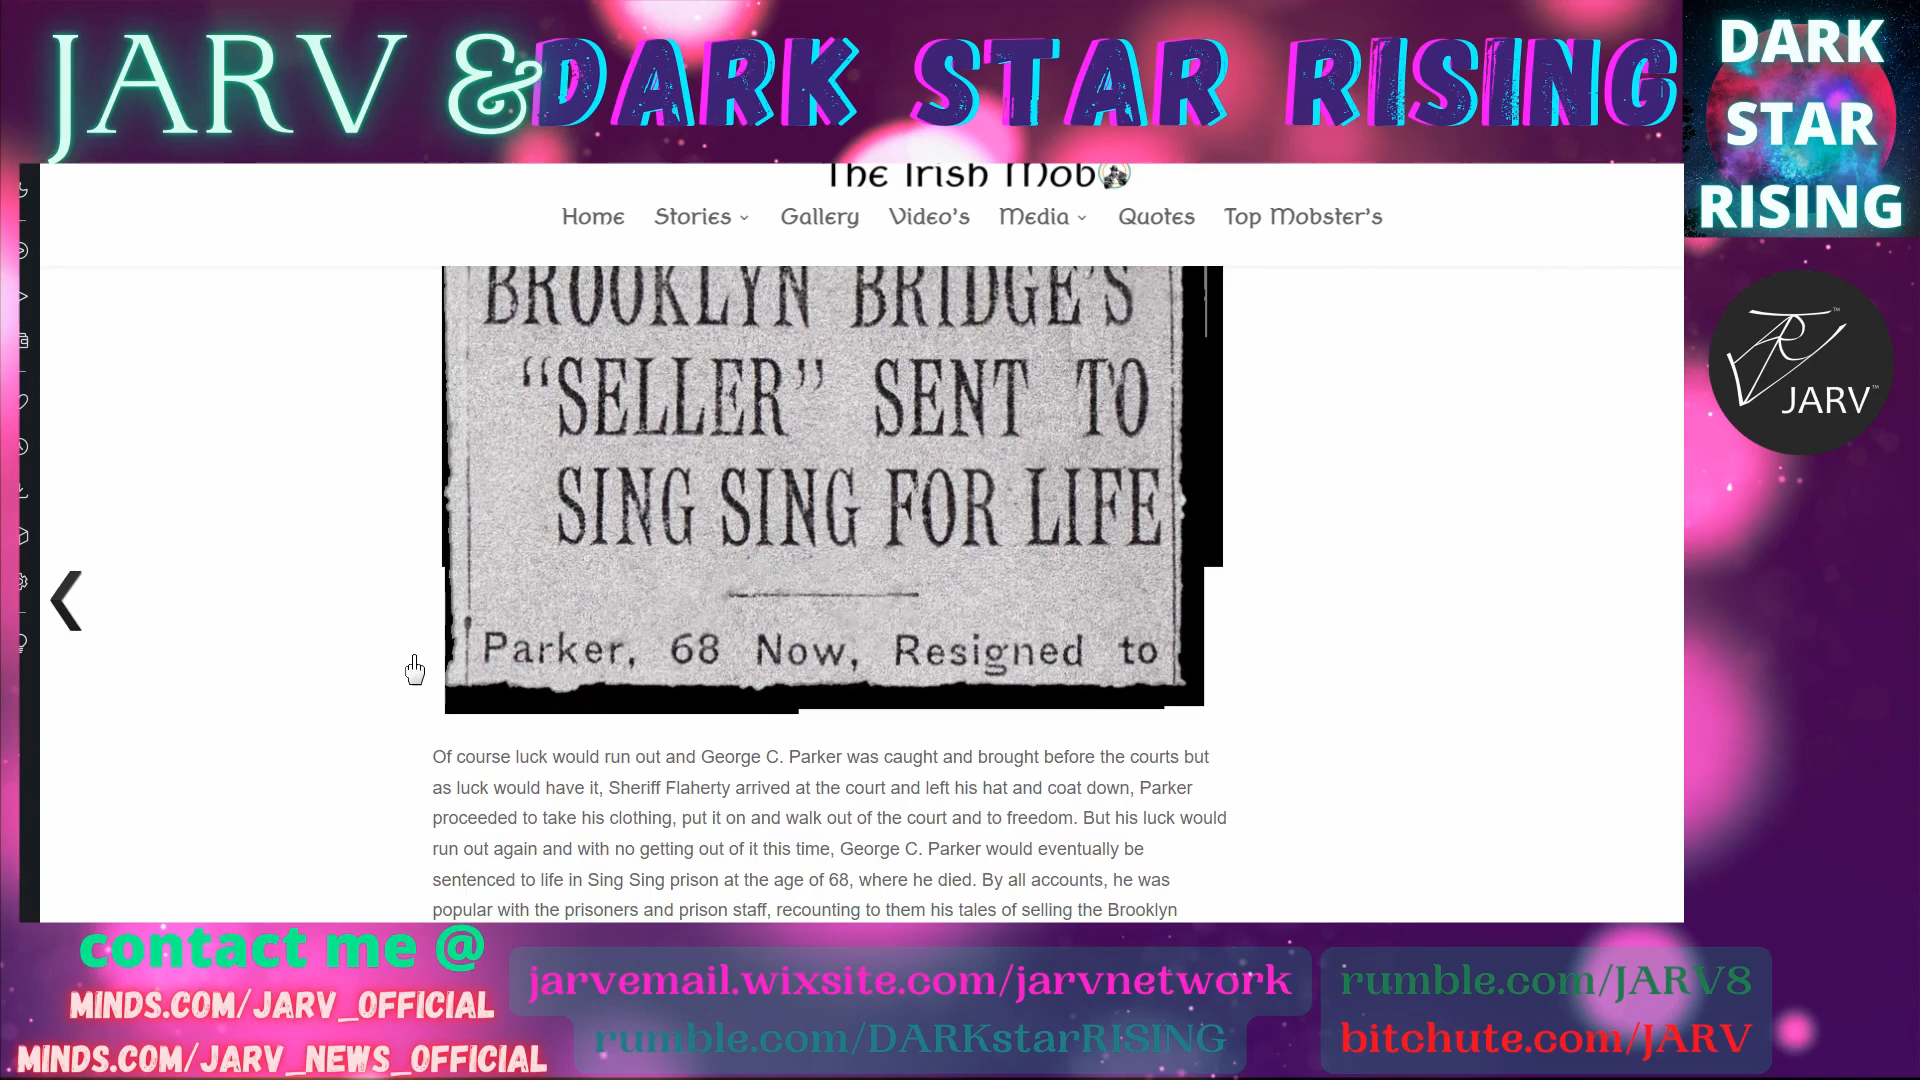 JARV & DARK STAR RISING
DARK
STAR
RISING
The Irish Mob
Home Stories Gallery Video's Media Quotes Top Mobster's
JARV™
BROOKLYN BRIDGE'S
"SELLER" SENT TO
SING SING FOR LIFE
Parker, 68 Now, Resigned to
Of course luck would run out and George C. Parker was caught and brought before the courts but
as luck would have it, Sheriff Flaherty arrived at the court and left his hat and coat down, Parker
proceeded to take his clothing, put it on and walk out of the court and to freedom. But his luck would
run out again and with no getting out of it this time, George C. Parker would eventually be
sentenced to life in Sing Sing prison at the age of 68, where he died. By all accounts, he was
popular with the prisoners and prison staff, recounting to them his tales of selling the Brooklyn
contact me @
MINDS.COM/JARV_OFFICIAL
MINDS.COM/JARV_NEWS_OFFICIAL
jarvemail.wixsite.com/jarvnetwork
rumble.com/DARKstarRISING
rumble.com/JARV8
bitchute.com/JARV